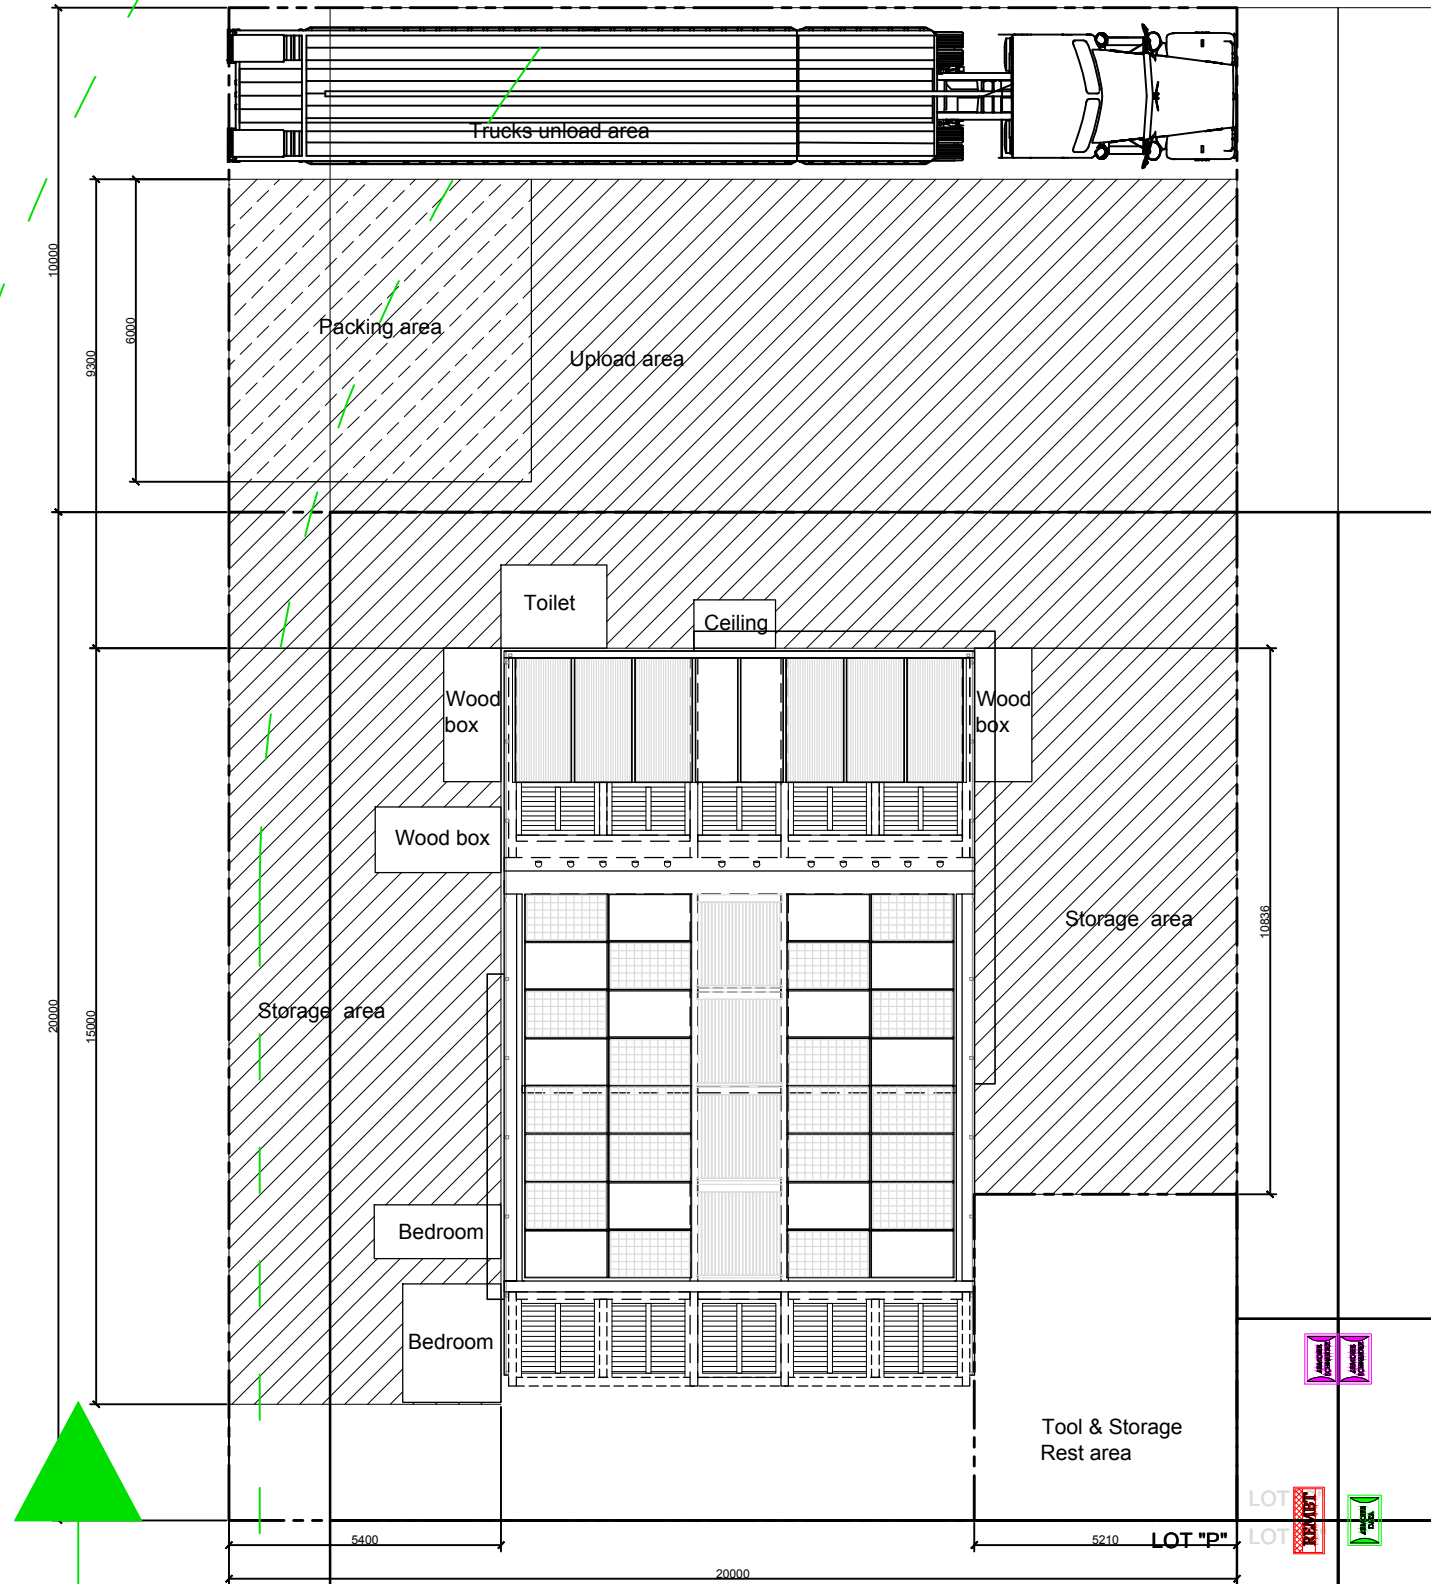 Trucks unload area
10000
9300
6000
Packing area
Upload area
Toilet
Ceiling
Wood
box
Wood
box
Wood box
Storage area
10836
20000
15000
Storage area
Bedroom
Bedroom
Tool & Storage
Rest area
LOT
LOT
LOT "P"
5400
5210
20000